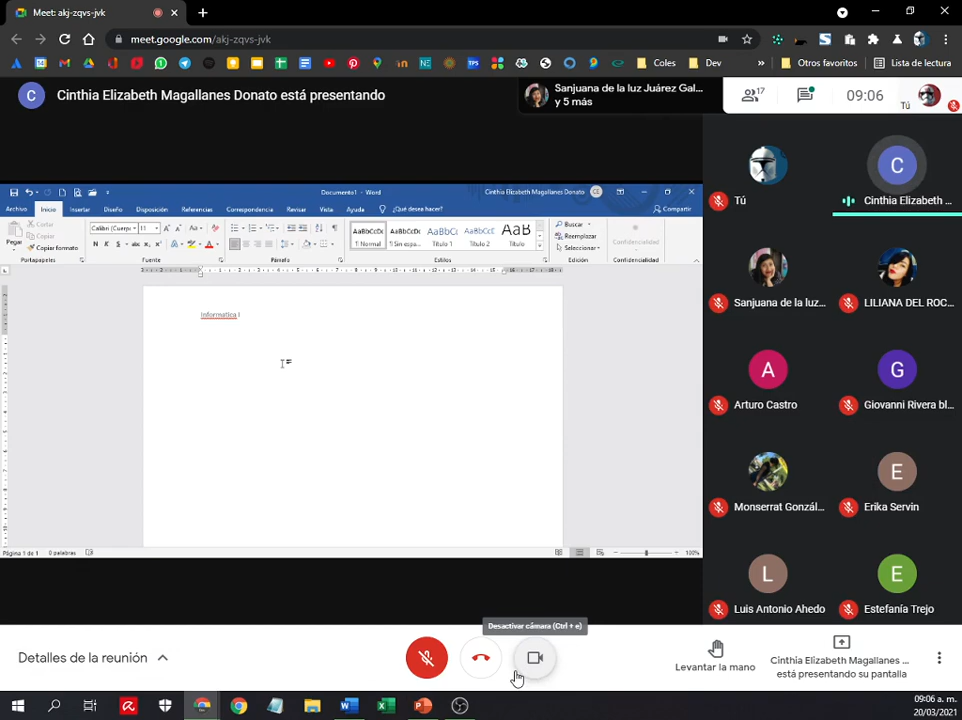 Meet: akj-zqvs-jvk
meet.google.com/akj-zqvs-jvk
Coles
Dev
Otros favoritos
Lista de lectura
C
Cinthia Elizabeth Magallanes Donato está presentando
Sanjuana de la luz Juárez Gal...
y 5 más
17
09:06
Tú
Documento1 - Word
Cinthia Elizabeth Magallanes Donato
CE
Archivo
Inicio
Insertar
Diseño
Disposición
Referencias
Correspondencia
Revisar
Vista
Ayuda
¿Qué desea hacer?
Compartir
Pegar
Cortar
Copiar
Copiar formato
Portapapeles
Calibri (Cuerpo)
11
Fuente
Párrafo
AaBbCcDc
AaBbCcDc
AaBbCc
AaBbCcC
AaB
1 Normal
1 Sin espa...
Título 1
Título 2
Título
Estilos
Buscar
Reemplazar
Seleccionar
Edición
Confidencialidad
Confidencialidad
Informatica I
Página 1 de 1
0 palabras
100%
Tú
C
Cinthia Elizabeth ...
Sanjuana de la luz...
LILIANA DEL ROC...
A
Arturo Castro
G
Giovanni Rivera bl...
Monserrat Gonzál...
E
Erika Servin
L
Luis Antonio Ahedo
E
Estefanía Trejo
Desactivar cámara (Ctrl + e)
Detalles de la reunión
Levantar la mano
Cinthia Elizabeth Magallanes ...
está presentando su pantalla
09:06 a. m.
20/03/2021